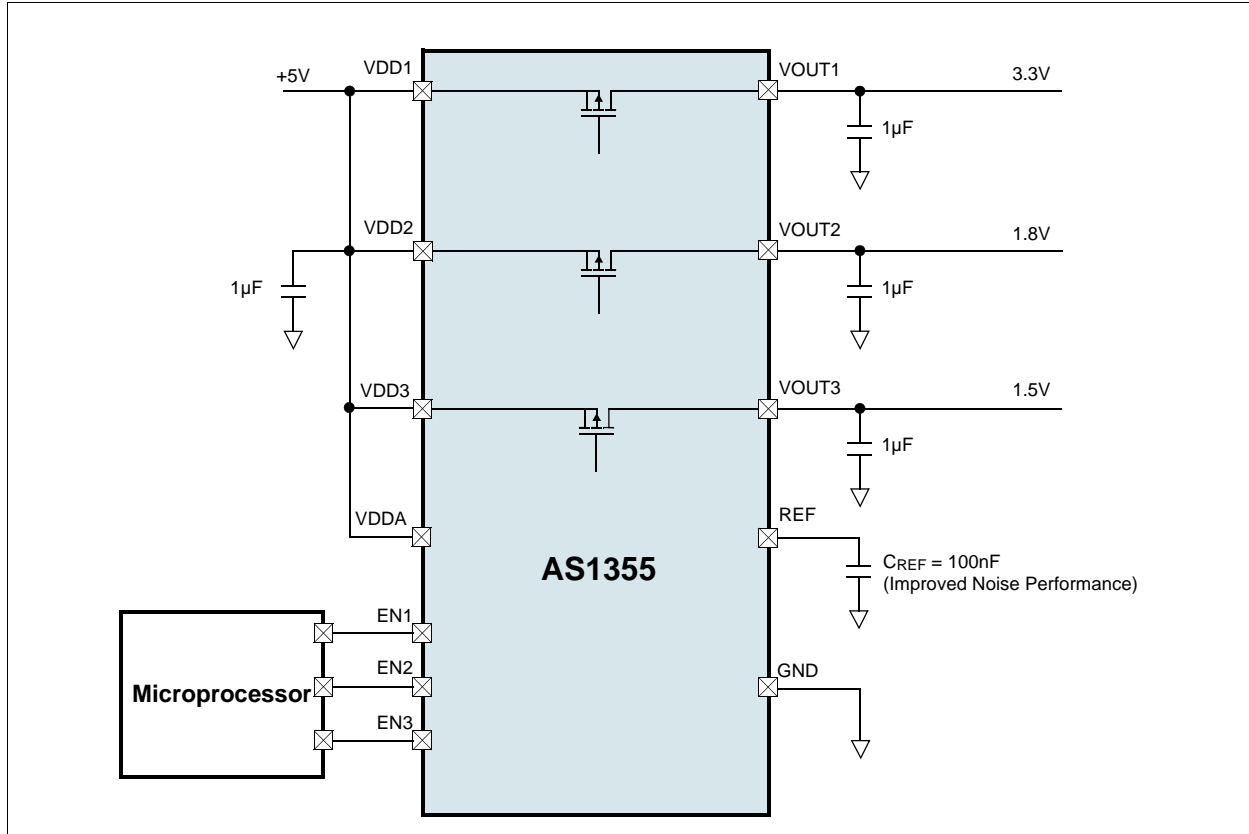 +5V
VDD1
VOUT1
3.3V
1µF
VDD2
VOUT2
1.8V
1µF
1µF
VDD3
VOUT3
1.5V
1µF
VDDA
REF
AS1355
CREF = 100nF
(Improved Noise Performance)
EN1
EN2
GND
Microprocessor
EN3